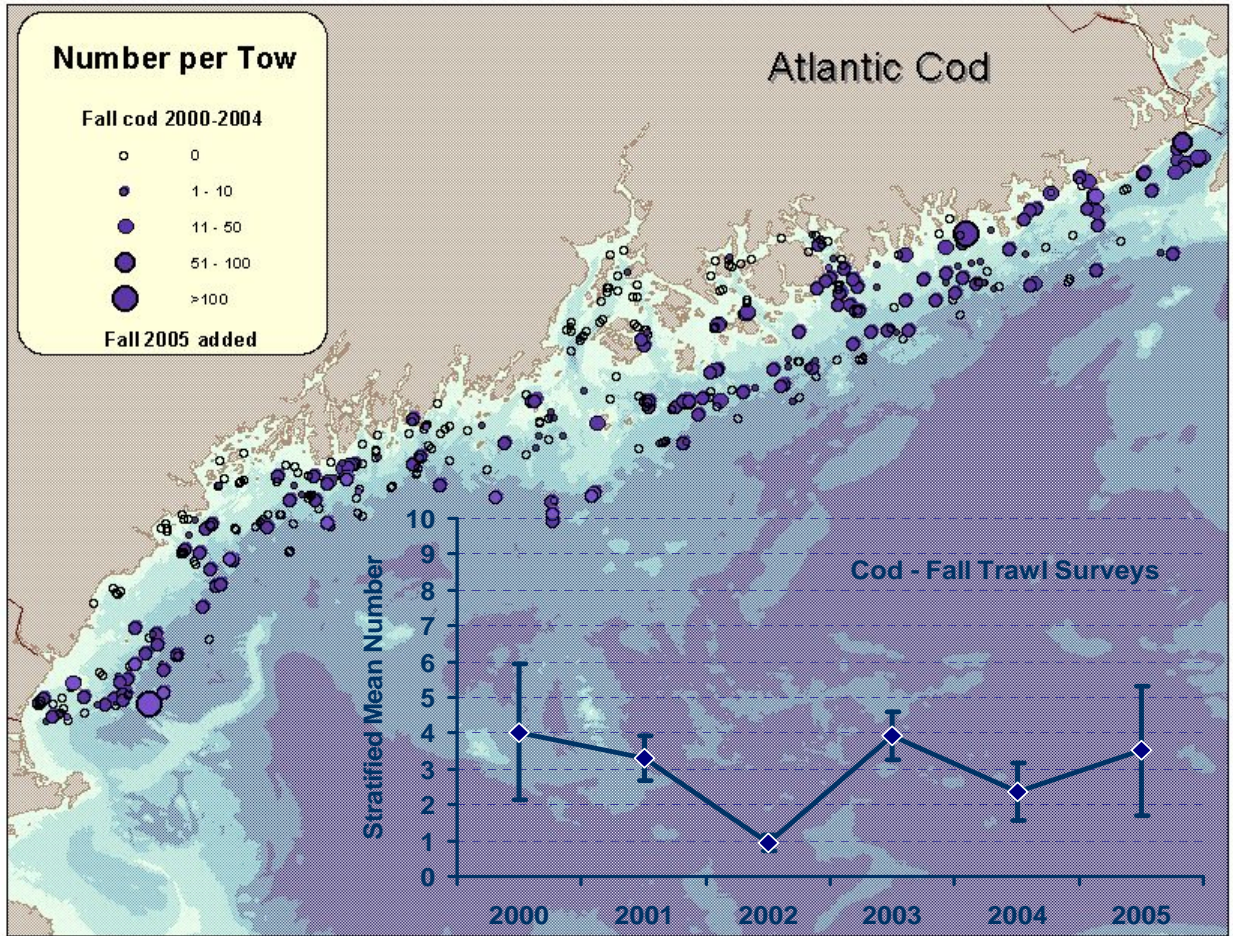 Number per Tow
Fall cod 2000-2004
0
1 - 10
11 - 50
51 - 100
>100
Fall 2005 added
Atlantic Cod
Cod - Fall Trawl Surveys
Stratified Mean Number
10
9
8
7
6
5
4
3
2
1
0
2000 2001 2002 2003 2004 2005